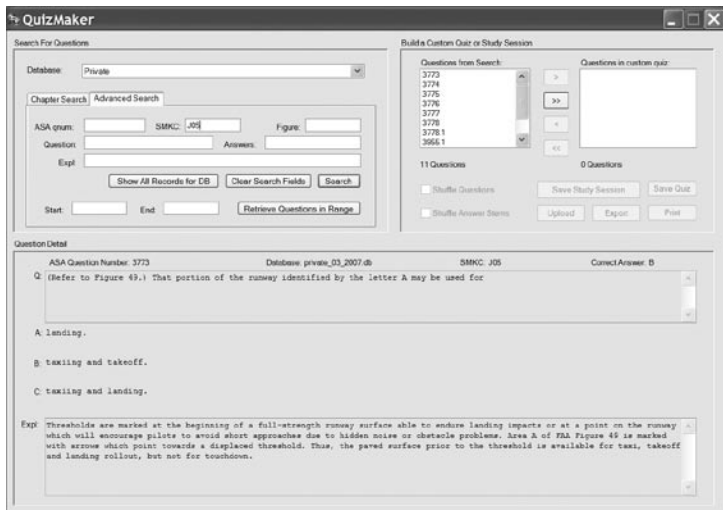 QuizMaker
Search For Questions
Database: Private
Chapter Search Advanced Search
ASA qnum: SMKC: J05 Figure:
Question: Answers:
Expl:
Show All Records for DB Clear Search Fields Search
Start: End: Retrieve Questions in Range
Build a Custom Quiz or Study Session
Questions from Search: Questions in custom quiz:
3773
3774
3775
3776
3777
3778
3778.1
3955.1
>
>>
<
<<
11 Questions 0 Questions
Shuffle Questions Save Study Session Save Quiz
Shuffle Answer Stems Upload Export Print
Question Detail
ASA Question Number: 3773 Database: private_03_2007.db SMKC: J05 Correct Answer: B
Q: (Refer to Figure 49.) That portion of the runway identified by the letter A may be used for
A: landing.
B: taxiing and takeoff.
C: taxiing and landing.
Expl: Thresholds are marked at the beginning of a full-strength runway surface able to endure landing impacts or at a point on the runway
which will encourage pilots to avoid short approaches due to hidden noise or obstacle problems. Area A of FAA Figure 49 is marked
with arrows which point towards a displaced threshold. Thus, the paved surface prior to the threshold is available for taxi, takeoff
and landing rollout, but not for touchdown.